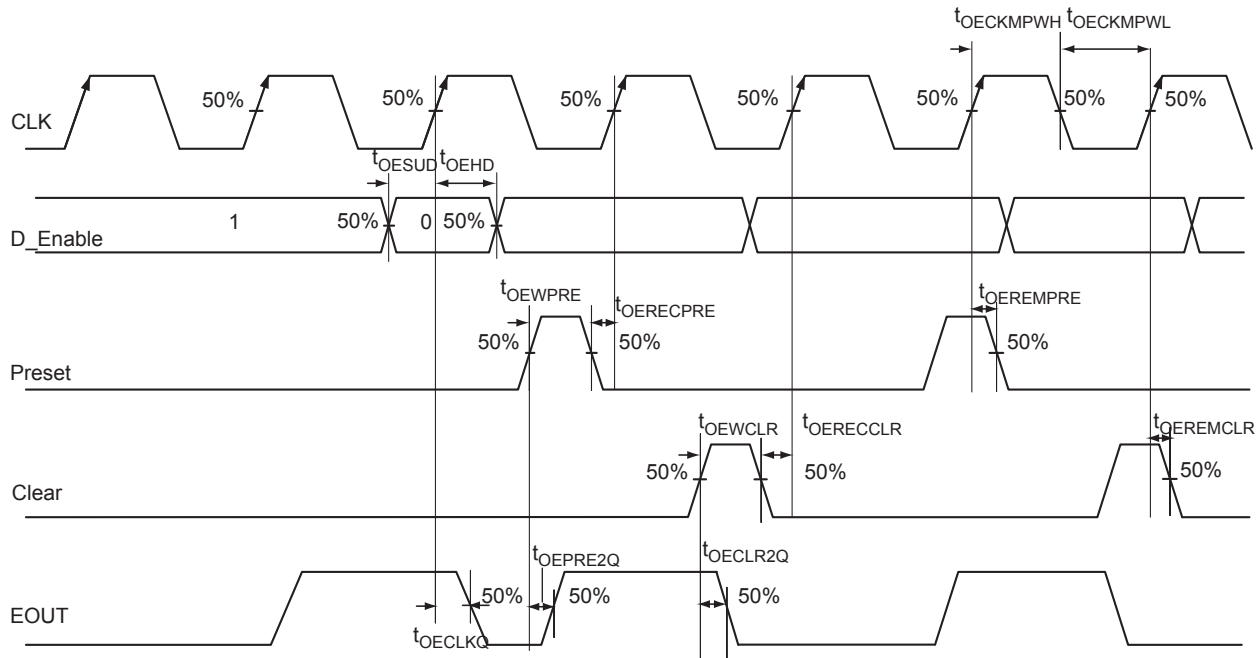 tOECKMPWH tOECKMPWL
CLK 50% 50% 50% 50% 50% 50% 50%
tOESUD tOEHD
D_Enable 1 50% 0 50%
tOEWPRE tOERECPRE tOEREMPRE
Preset 50% 50% 50%
tOEWCLR tOERECCLR tOEREMCLR
Clear 50% 50% 50%
tOEPRE2Q tOECLR2Q
EOUT 50% 50% 50%
tOECLKQ